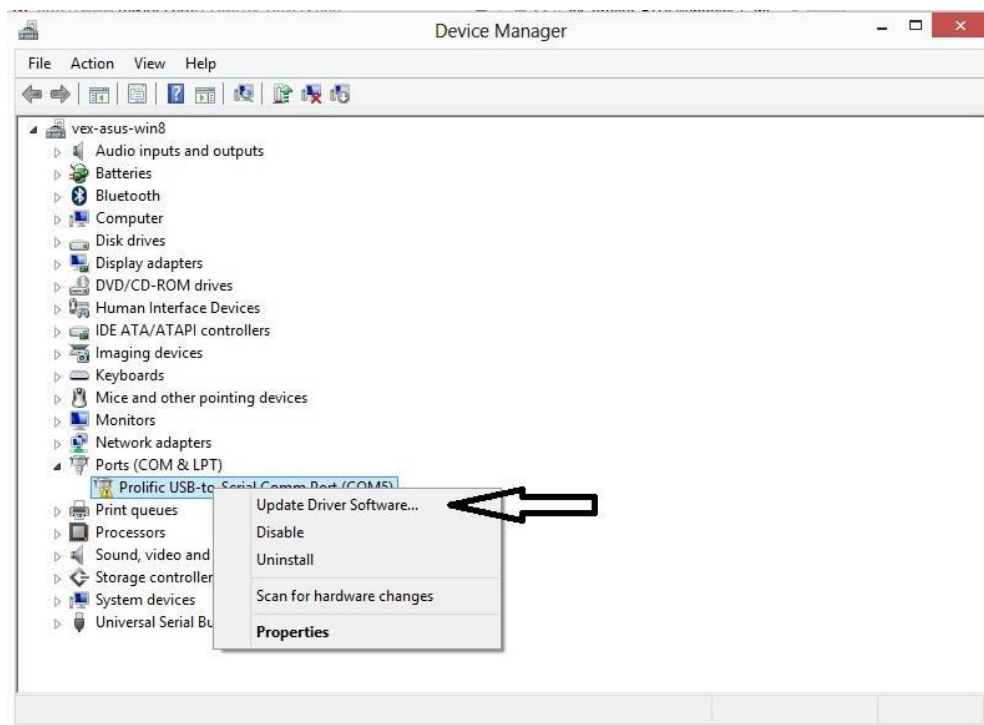 Device Manager
File Action View Help
vex-asus-win8
Audio inputs and outputs
Batteries
Bluetooth
Computer
Disk drives
Display adapters
DVD/CD-ROM drives
Human Interface Devices
IDE ATA/ATAPI controllers
Imaging devices
Keyboards
Mice and other pointing devices
Monitors
Network adapters
Ports (COM & LPT)
Prolific USB-to-Serial Comm Port (COM5)
Update Driver Software...
Print queues
Processors
Disable
Sound, video and
Uninstall
Storage controller
Scan for hardware changes
System devices
Universal Serial Bu
Properties